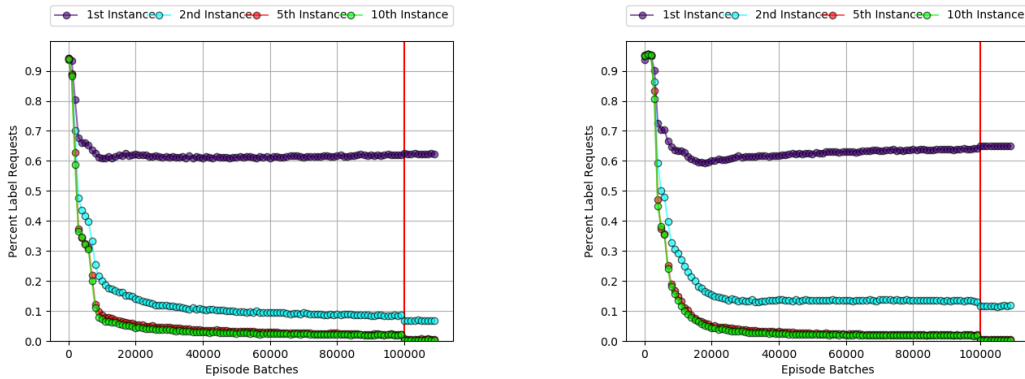 1st Instance 2nd Instance 5th Instance 10th Instance
0.9
0.8
0.7
0.6
0.5
0.4
0.3
0.2
0.1
0.0
Percent Label Requests
0 20000 40000 60000 80000 100000
Episode Batches
1st Instance 2nd Instance 5th Instance 10th Instance
0.9
0.8
0.7
0.6
0.5
0.4
0.3
0.2
0.1
0.0
Percent Label Requests
0 20000 40000 60000 80000 100000
Episode Batches